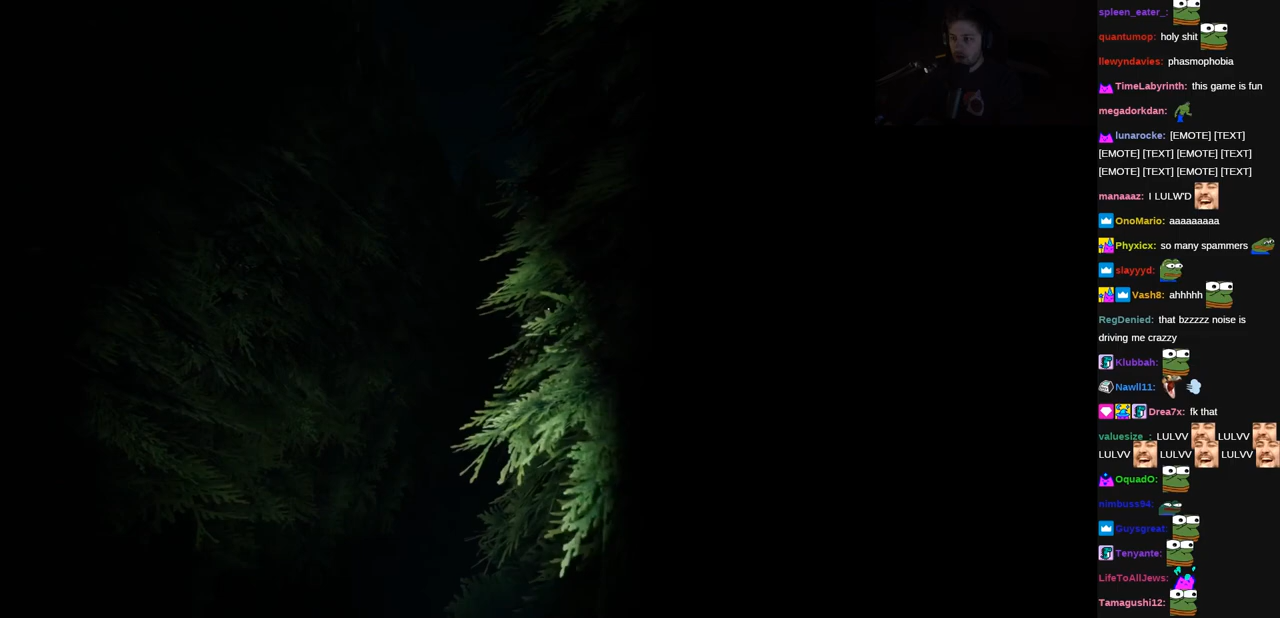 spleen_eater_:
quantumop: holy shit
llewyndavies: phasmophobia
TimeLabyrinth: this game is fun
megadorkdan:
lunarocke: [EMOTE] [TEXT]
[EMOTE] [TEXT] [EMOTE] [TEXT]
[EMOTE] [TEXT] [EMOTE] [TEXT]
manaaaz: I LULW'D
OnoMario: aaaaaaaaa
Phyxicx: so many spammers
slayyyd:
Vash8: ahhhhh
RegDenied: that bzzzzz noise is
driving me crazzy
Klubbah:
Nawll11:
Drea7x: fk that
valuesize_: LULVV LULVV
LULVV LULVV LULVV
OquadO:
nimbuss94:
Guysgreat:
Tenyante:
LifeToAllJews:
Tamagushi12: